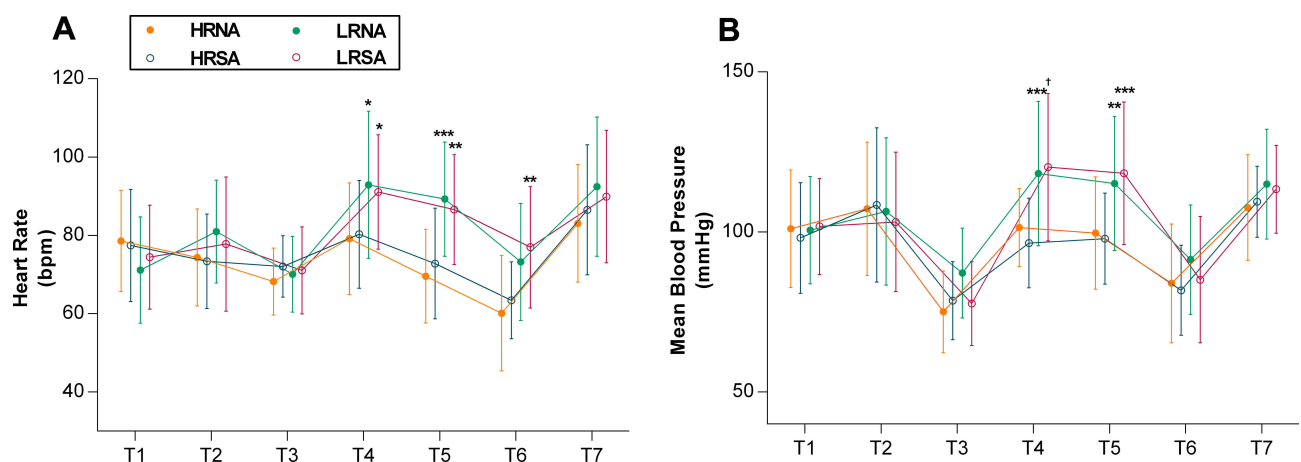 A
HRNA
LRNA
HRSA
LRSA
Heart Rate
(bpm)
120
100
80
60
40
*
*
***
**
**
T1 T2 T3 T4 T5 T6 T7
B
Mean Blood Pressure
(mmHg)
150
100
50
***†
***
**
T1 T2 T3 T4 T5 T6 T7